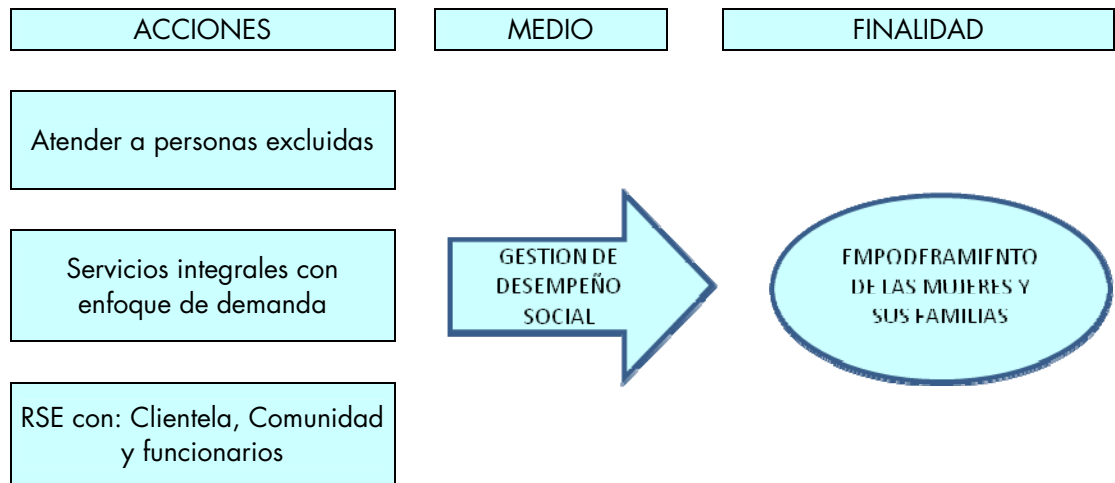 ACCIONES
MEDIO
FINALIDAD
Atender a personas excluidas
Servicios integrales con
enfoque de demanda
RSE con: Clientela, Comunidad
y funcionarios
GESTION DE
DESEMPEÑO
SOCIAL
EMPODERAMIENTO
DE LAS MUJERES Y
SUS FAMILIAS